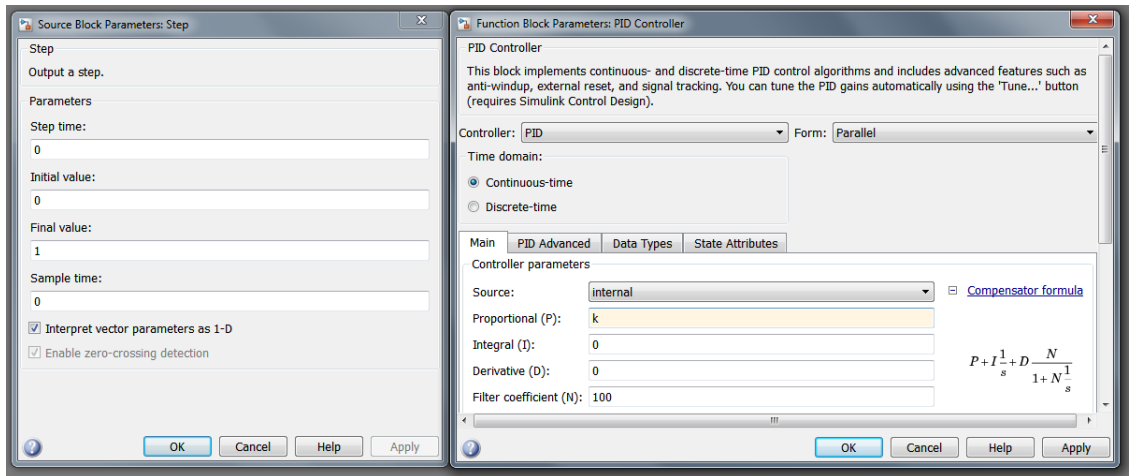 Source Block Parameters: Step
X
Step
Output a step.
Parameters
Step time:
0
Initial value:
0
Final value:
1
Sample time:
0
Interpret vector parameters as 1-D
Enable zero-crossing detection
?
OK
Cancel
Help
Apply
Function Block Parameters: PID Controller
X
PID Controller
This block implements continuous- and discrete-time PID control algorithms and includes advanced features such as
anti-windup, external reset, and signal tracking. You can tune the PID gains automatically using the 'Tune...' button
(requires Simulink Control Design).
Controller: PID
Form: Parallel
Time domain:
Continuous-time
Discrete-time
Main
PID Advanced
Data Types
State Attributes
Controller parameters
Source: internal
Compensator formula
Proportional (P): k
Integral (I): 0
Derivative (D): 0
Filter coefficient (N): 100
P+I 1/s + D N/(1+N 1/s)
?
OK
Cancel
Help
Apply